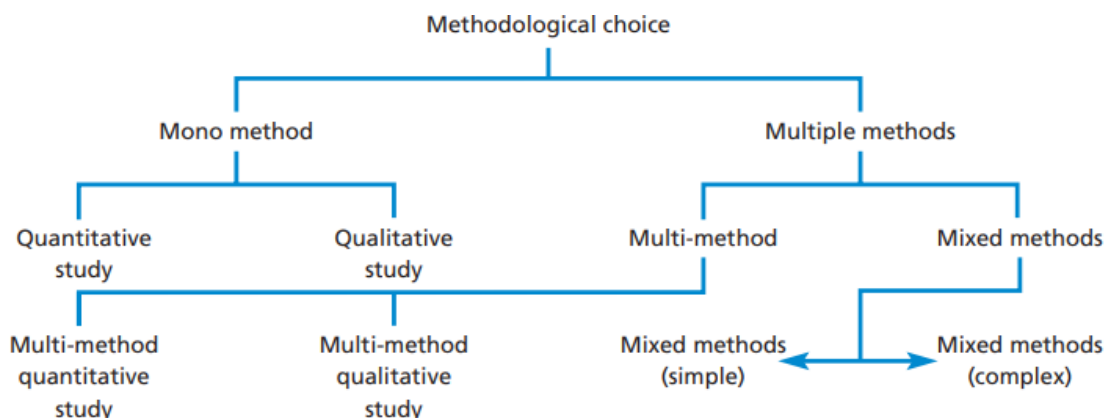 Methodological choice
Mono method
Multiple methods
Quantitative
study
Qualitative
study
Multi-method
Mixed methods
Multi-method
quantitative
study
Multi-method
qualitative
study
Mixed methods
(simple)
Mixed methods
(complex)